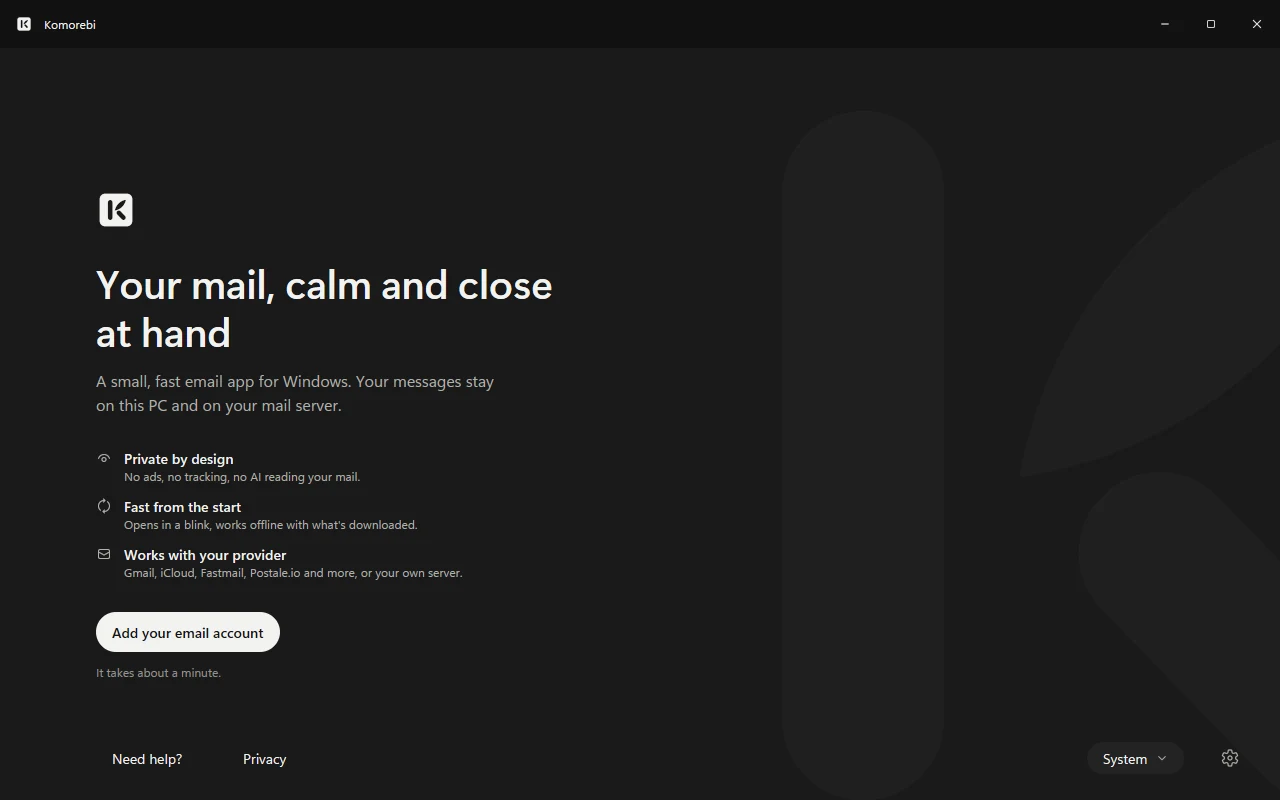 Komorebi
Your mail, calm and close
at hand
A small, fast email app for Windows. Your messages stay
on this PC and on your mail server.
Private by design
No ads, no tracking, no AI reading your mail.
Fast from the start
Opens in a blink, works offline with what's downloaded.
Works with your provider
Gmail, iCloud, Fastmail, Postale.io and more, or your own server.
Add your email account
It takes about a minute.
Need help?
Privacy
System